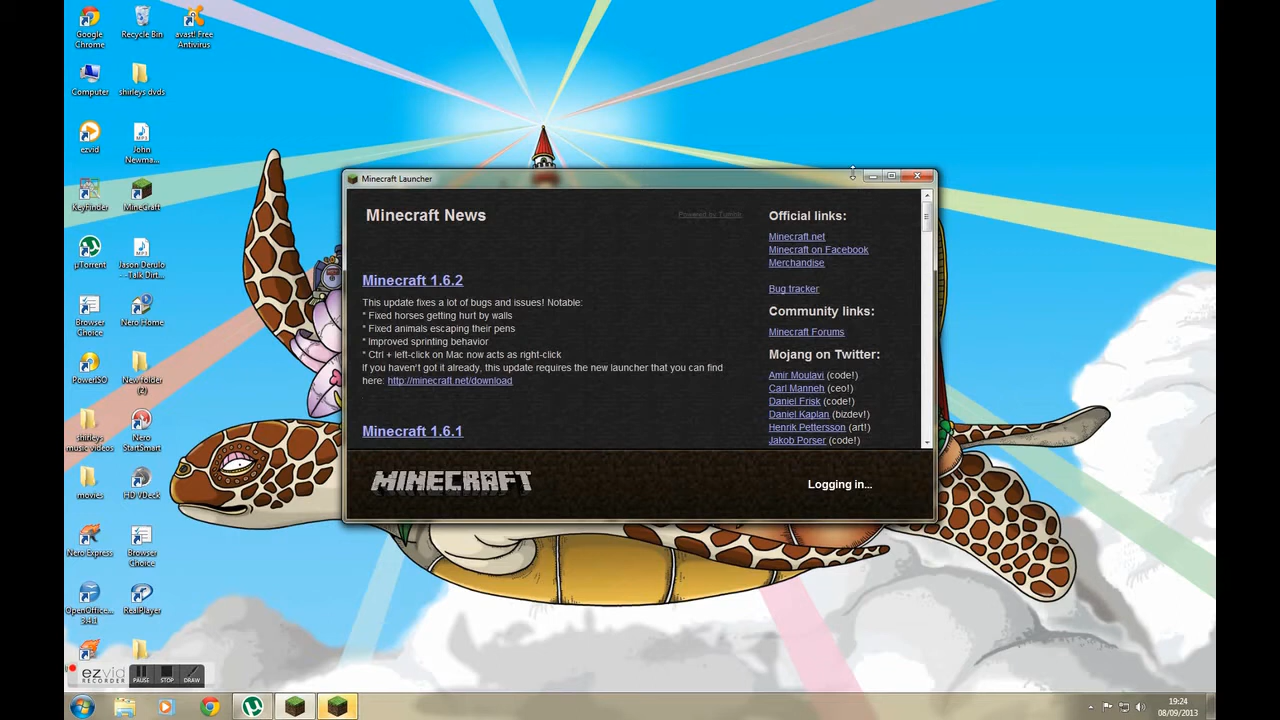 Google
Chrome
Recycle Bin
avast! Free
Antivirus
Computer
shirleys dvds
ezvid
John
Newma...
KeyFinder
MineCraft
µTorrent
Jason Derulo
- Talk Dirt...
Browser
Choice
Nero Home
PowerISO
New folder
(2)
shirleys
music videos
Nero
StartSmart
movies
HD VDeck
Nero Express
Browser
Choice
OpenOffice...
3.4.1
RealPlayer
Minecraft Launcher
Minecraft News
Powered by Tumblr
Minecraft 1.6.2
This update fixes a lot of bugs and issues! Notable:
* Fixed horses getting hurt by walls
* Fixed animals escaping their pens
* Improved sprinting behavior
* Ctrl + left-click on Mac now acts as right-click
If you haven't got it already, this update requires the new launcher that you can find
here: http://minecraft.net/download
Minecraft 1.6.1
Official links:
Minecraft.net
Minecraft on Facebook
Merchandise
Bug tracker
Community links:
Minecraft Forums
Mojang on Twitter:
Amir Moulavi (code!)
Carl Manneh (ceo!)
Daniel Frisk (code!)
Daniel Kaplan (bizdev!)
Henrik Pettersson (art!)
Jakob Porser (code!)
MINECRAFT
Logging in...
ezvid
RECORDER
PAUSE
STOP
DRAW
19:24
08/09/2013